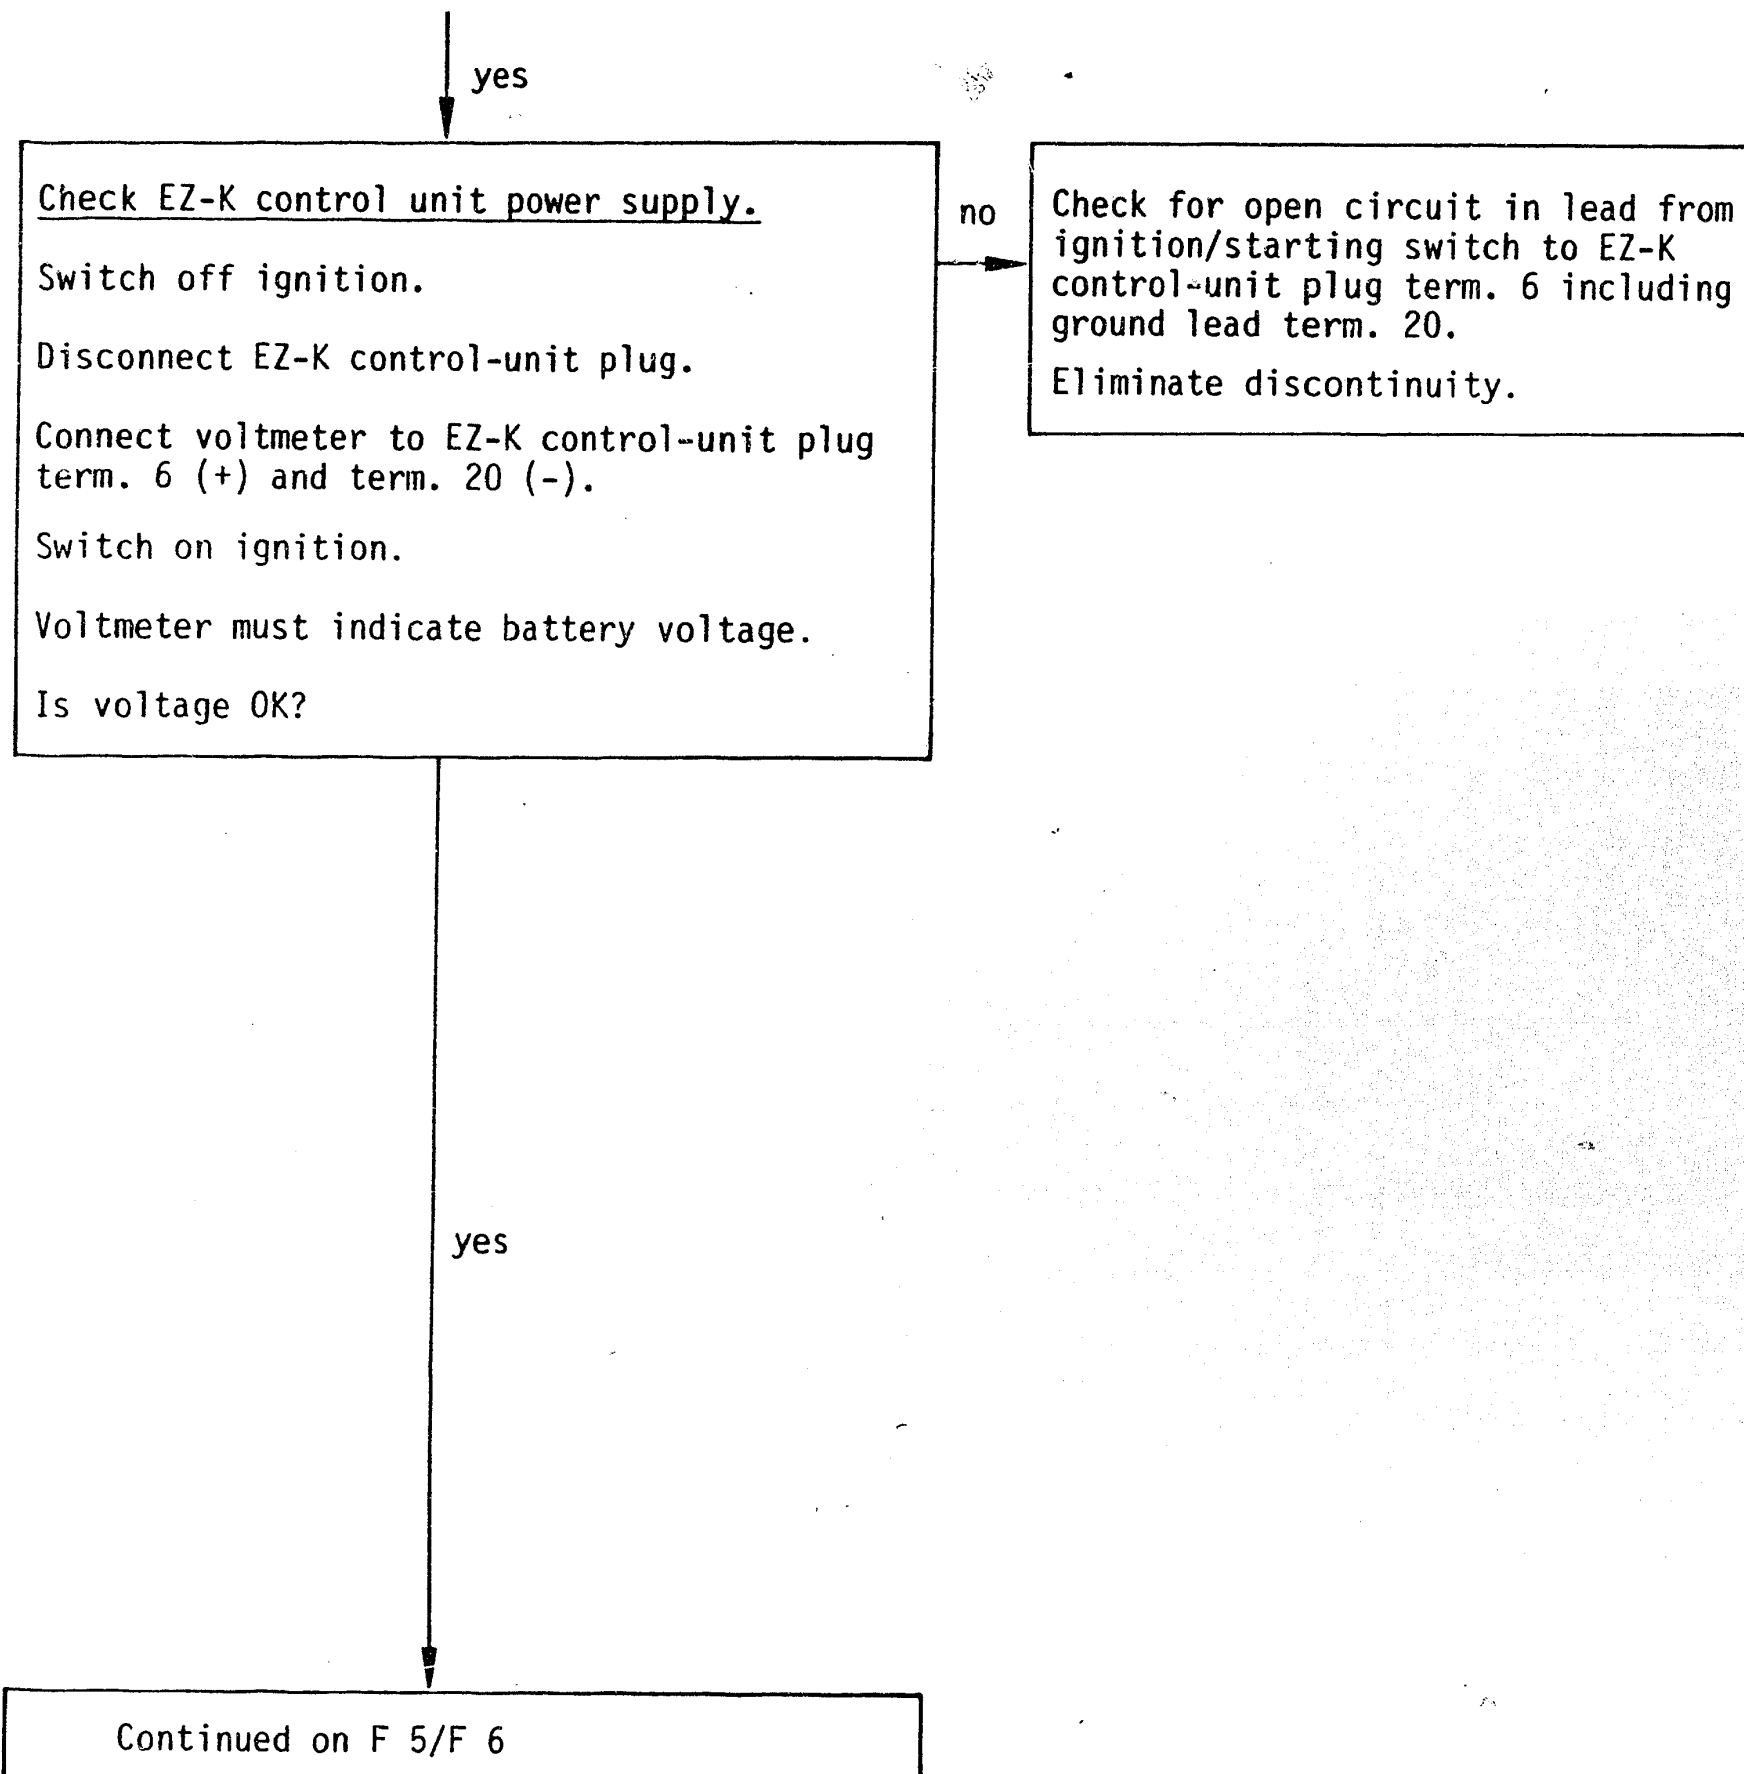 yes
Check EZ-K control unit power supply.
Switch off ignition.
Disconnect EZ-K control-unit plug.
Connect voltmeter to EZ-K control-unit plug
term. 6 (+) and term. 20 (-).
Switch on ignition.
Voltmeter must indicate battery voltage.
Is voltage OK?
no
Check for open circuit in lead from
ignition/starting switch to EZ-K
control-unit plug term. 6 including
ground lead term. 20.
Eliminate discontinuity.
yes
Continued on F 5/F 6